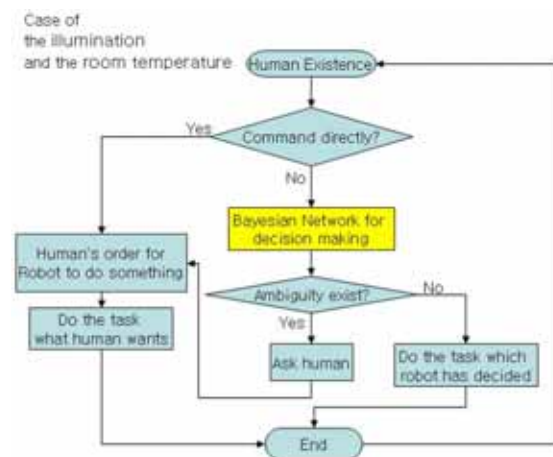 Case of
the illumination
and the room temperature
Human Existence
Yes
Command directly?
No
Bayesian Network for
decision making
Human's order for
Robot to do something
Ambiguity exist?
No
Do the task
what human wants
Yes
Ask human
Do the task which
robot has decided
End